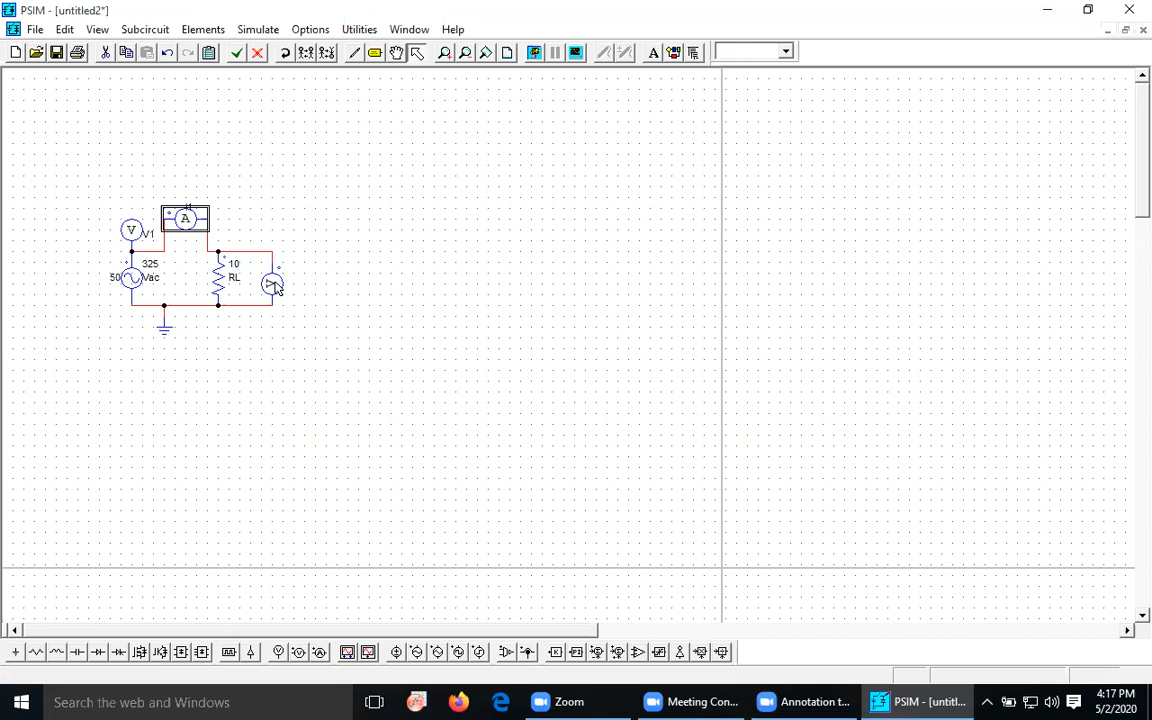 PSIM - [untitled2*]
File Edit View Subcircuit Elements Simulate Options Utilities Window Help
A
A
V V1
325
50 Vac
10
RL
V
Search the web and Windows
Zoom
Meeting Con...
Annotation t...
PSIM - [untitl...
4:17 PM
5/2/2020